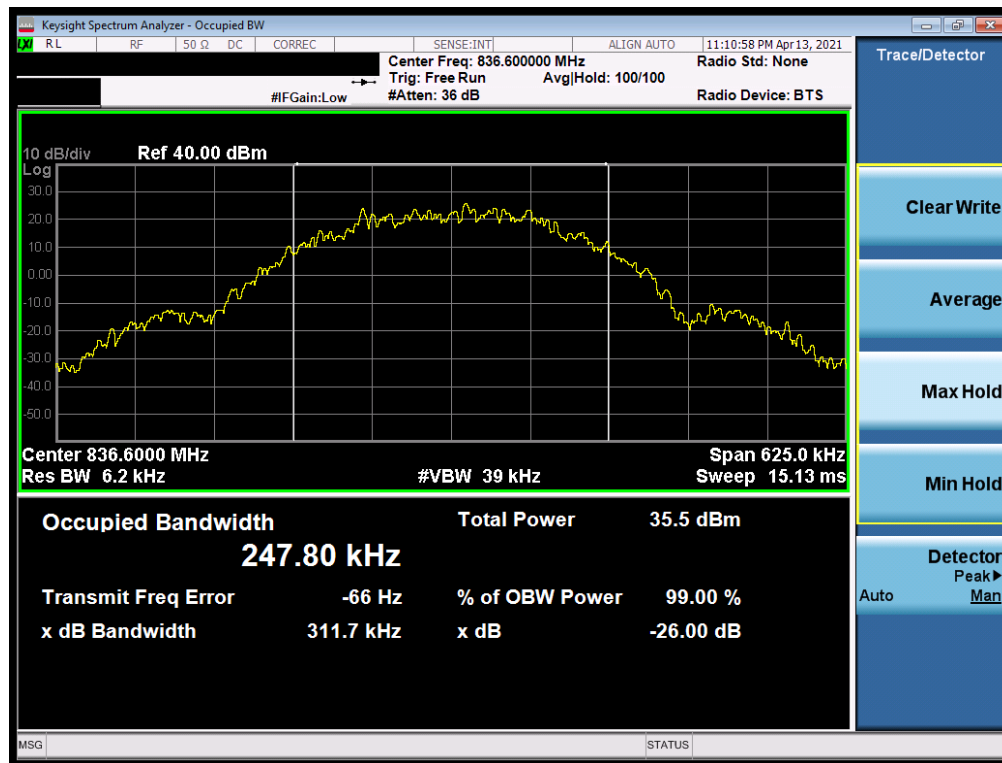 Keysight Spectrum Analyzer - Occupied BW
LXI RL RF 50 Ω DC CORREC SENSE:INT ALIGN AUTO 11:10:58 PM Apr 13, 2021
Center Freq: 836.600000 MHz Radio Std: None
Trig: Free Run Avg|Hold: 100/100
#IFGain:Low #Atten: 36 dB Radio Device: BTS
Trace/Detector
10 dB/div Ref 40.00 dBm
Log
30.0
20.0
10.0
0.00
-10.0
-20.0
-30.0
-40.0
-50.0
Center 836.6000 MHz Span 625.0 kHz
Res BW 6.2 kHz #VBW 39 kHz Sweep 15.13 ms
Occupied Bandwidth Total Power 35.5 dBm
247.80 kHz
Transmit Freq Error -66 Hz % of OBW Power 99.00 %
x dB Bandwidth 311.7 kHz x dB -26.00 dB
Clear Write
Average
Max Hold
Min Hold
Detector
Peak
Auto Man
MSG STATUS